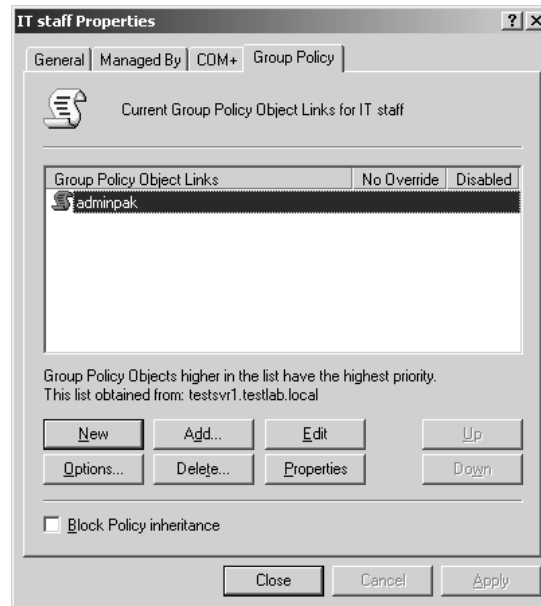 IT staff Properties
General
Managed By
COM+
Group Policy
Current Group Policy Object Links for IT staff
Group Policy Object Links
No Override
Disabled
adminpak
Group Policy Objects higher in the list have the highest priority.
This list obtained from: testsvr1.testlab.local
New
Add...
Edit
Up
Options...
Delete...
Properties
Down
Block Policy inheritance
Close
Cancel
Apply